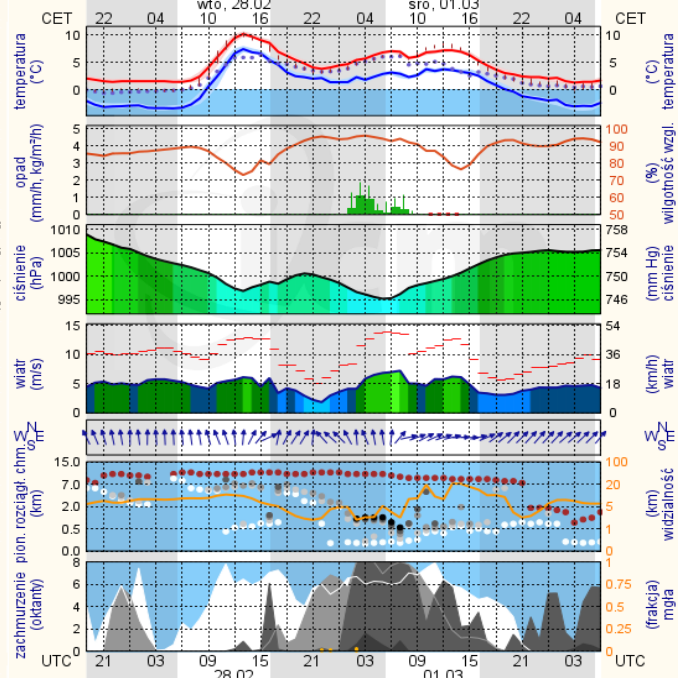 wto, 28.02 śro, 01.03
CET 22 04 10 16 22 04 10 16 22 04 CET
temperatura
(°C)
10
5
0
10
5
0
(°C)
temperatura
opad
(mm/h, kg/m²/h)
5
4
3
2
1
0
100
90
80
70
60
50
(%)
wilgotność wzgl.
ciśnienie
(hPa)
1010
1005
1000
995
758
754
750
746
(mm Hg)
ciśnienie
wiatr
(m/s)
15
10
5
0
54
36
18
0
(km/h)
wiatr
N
W E
S
N
W E
S
pion. rozciągł. chm.
(km)
15.0
7.0
2.0
0.5
0.0
100
20
5
1
0
(km)
widzialność
zachmurzenie
(oktanty)
8
6
4
2
0
1
0.75
0.5
0.25
0
(frakcja)
mgła
UTC 21 03 09 15 21 03 09 15 21 03 UTC
28.02 01.03